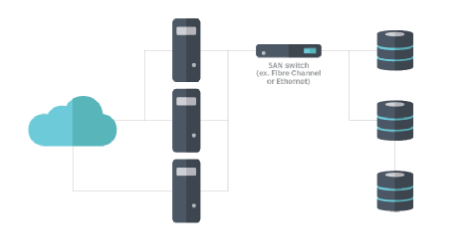 SAN switch
(ex. Fibre Channel
or Ethernet)